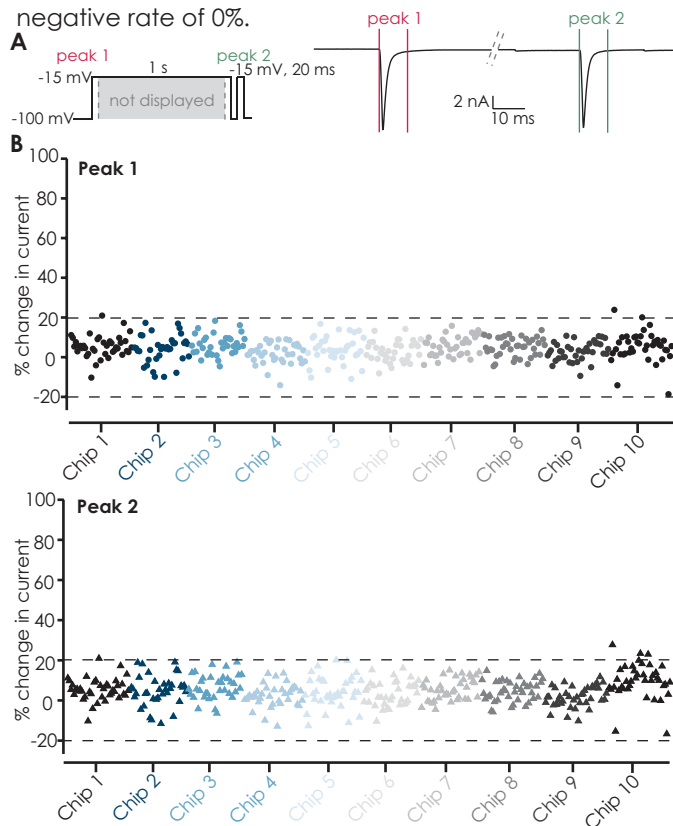 negative rate of 0%.
A
peak 1
peak 2
peak 1
1 s
peak 2
-15 mV
-15 mV, 20 ms
not displayed
-100 mV
2 nA
10 ms
B
Peak 1
% change in current
100
80
60
40
20
0
-20
Chip 1
Chip 2
Chip 3
Chip 4
Chip 5
Chip 6
Chip 7
Chip 8
Chip 9
Chip 10
Peak 2
% change in current
100
80
60
40
20
0
-20
Chip 1
Chip 2
Chip 3
Chip 4
Chip 5
Chip 6
Chip 7
Chip 8
Chip 9
Chip 10